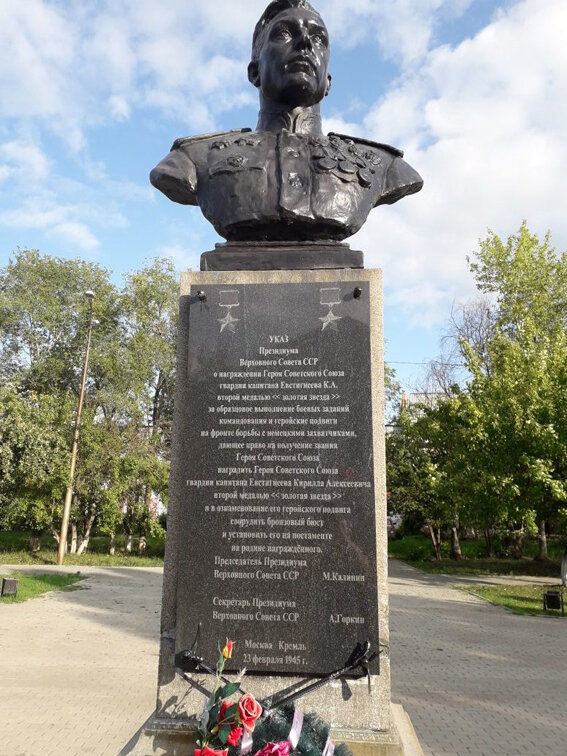 УКАЗ
Президиума
Верховного Совета ССР
о награждении Героя Советского Союза
гвардии капитана Евстигнеева К.А.
второй медалью << золотая звезда >>
за образцовое выполнение боевых заданий
командования и геройские подвиги
на фронте борьбы с немецкими захватчиками,
дающее право на получение звания
Героя Советского Союза
наградить Героя Советского Союза
гвардии капитана Евстигнеева Кирилла Алексеевича
второй медалью <<золотая звезда >>
и в ознаменование его геройского подвига
соорудить бронзовый бюст
и установить его на постаменте
на родине награждённого.
Председатель Президиума
Верховного Совета ССР М.Калинин
Секретарь Президиума
Верховного Совета ССР А.Горкин
Москва Кремль
23 февраля 1945 г.